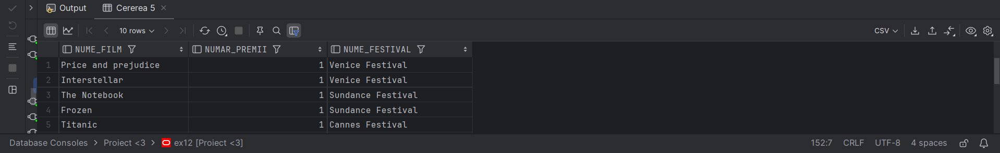 Output Cererea 5
10 rows CSV
NUME_FILM NUMAR_PREMII NUME_FESTIVAL
1 Price and prejudice 1 Venice Festival
2 Interstellar 1 Venice Festival
3 The Notebook 1 Sundance Festival
4 Frozen 1 Sundance Festival
5 Titanic 1 Cannes Festival
Database Consoles > Proiect <3 > ex12 [Proiect <3] 152:7 CRLF UTF-8 4 spaces